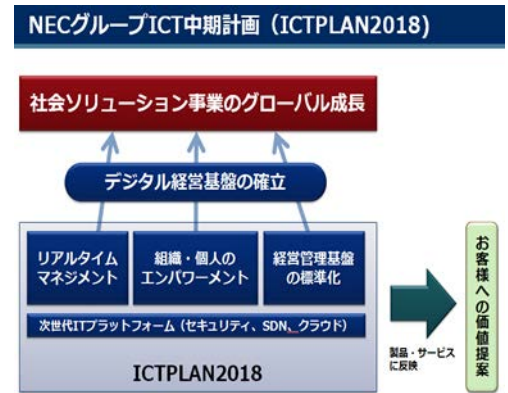 NECグループICT中期計画（ICTPLAN2018)
社会ソリューション事業のグローバル成長
デジタル経営基盤の確立
リアルタイム
マネジメント
組織・個人の
エンパワーメント
経営管理基盤
の標準化
次世代ITプラットフォーム（セキュリティ、SDN、クラウド）
ICTPLAN2018
製品・サービス
に反映
お客様への価値提案